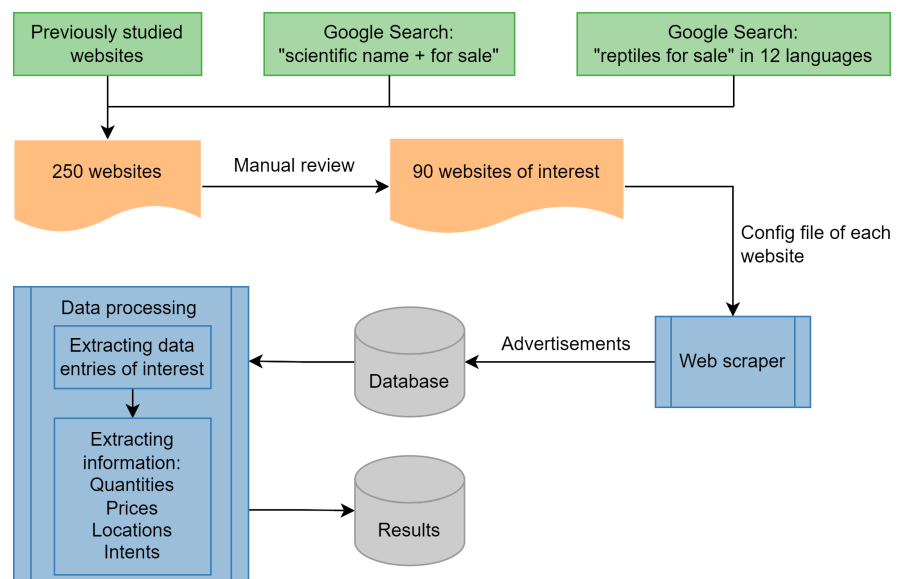 Previously studied
websites
Google Search:
"scientific name + for sale"
Google Search:
"reptiles for sale" in 12 languages
250 websites
Manual review
90 websites of interest
Config file of each
website
Web scraper
Advertisements
Database
Data processing
Extracting data
entries of interest
Extracting
information:
Quantities
Prices
Locations
Intents
Results